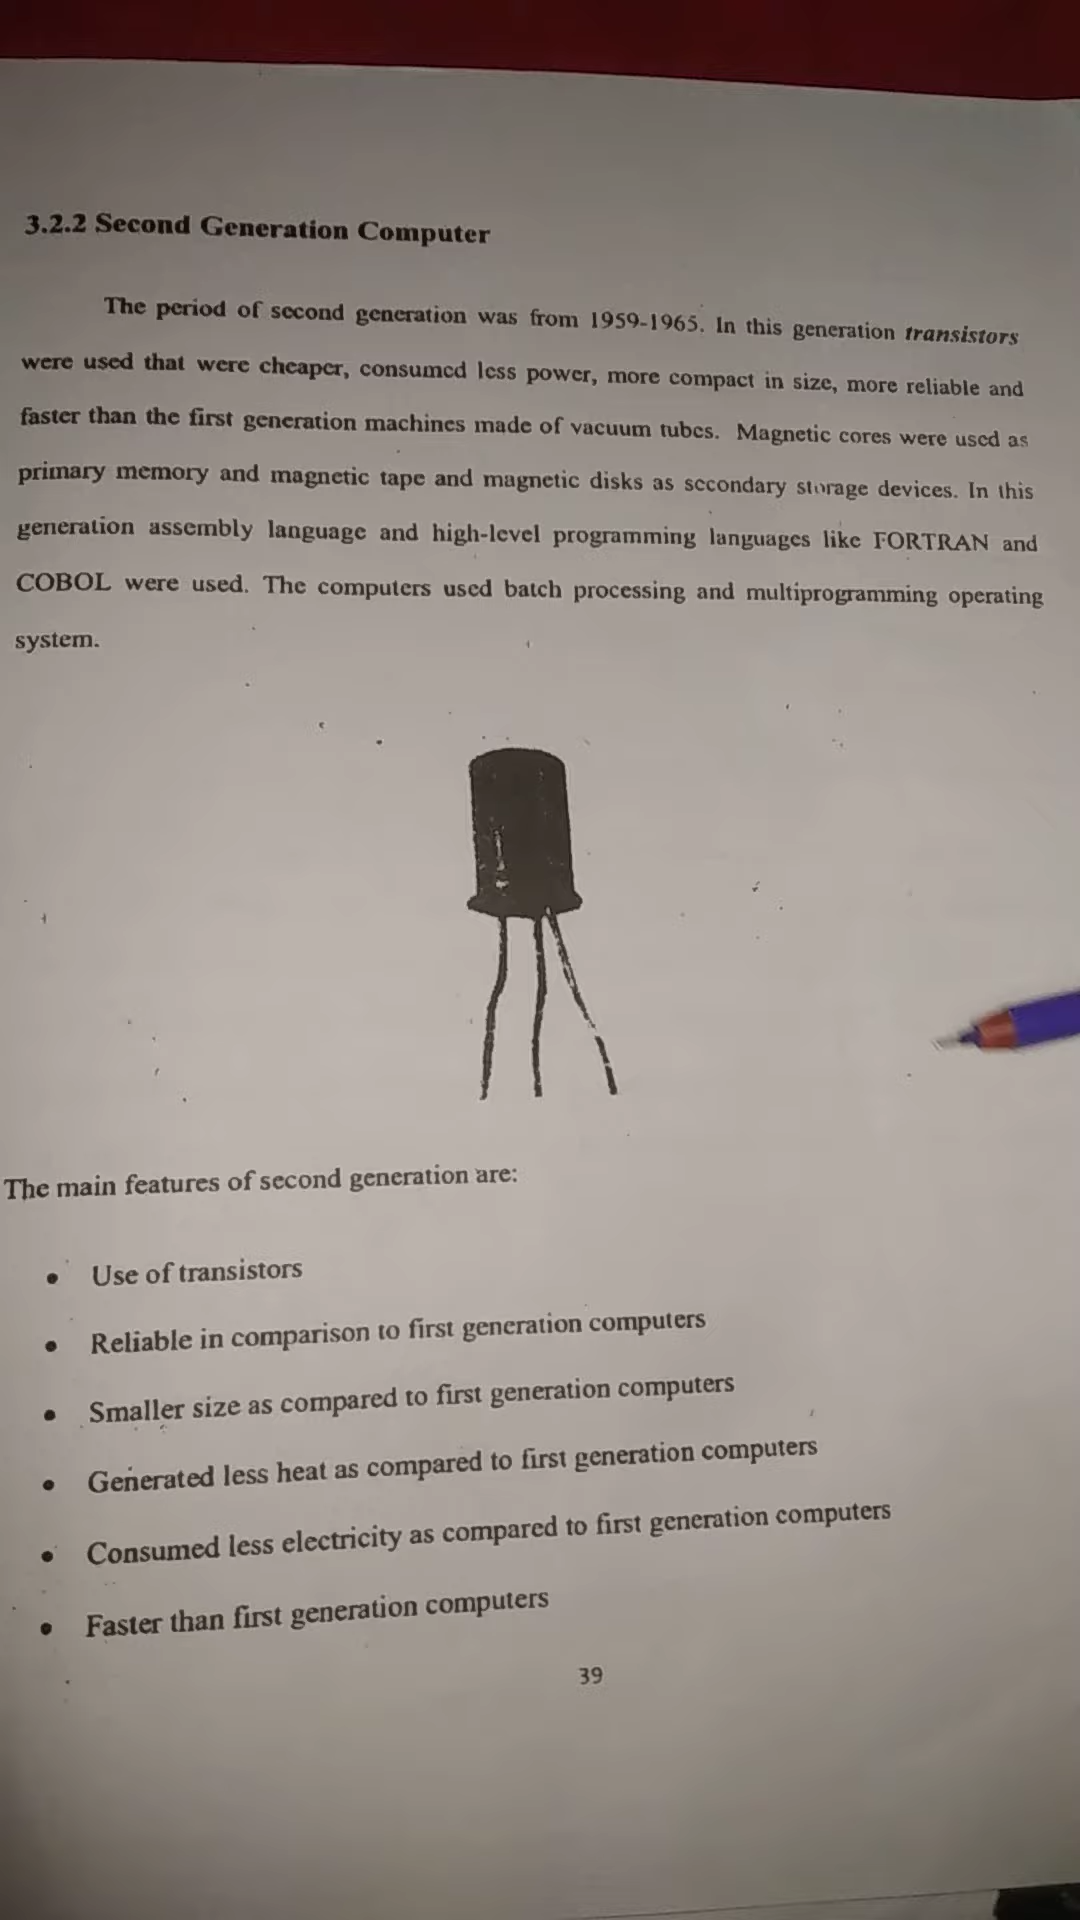 3.2.2 Second Generation Computer
The period of second generation was from 1959-1965. In this generation transistors
were used that were cheaper, consumed less power, more compact in size, more reliable and
faster than the first generation machines made of vacuum tubes. Magnetic cores were used as
primary memory and magnetic tape and magnetic disks as secondary storage devices. In this
generation assembly language and high-level programming languages like FORTRAN and
COBOL were used. The computers used batch processing and multiprogramming operating
system.
The main features of second generation are:
• Use of transistors
• Reliable in comparison to first generation computers
• Smaller size as compared to first generation computers
• Generated less heat as compared to first generation computers
• Consumed less electricity as compared to first generation computers
• Faster than first generation computers
39